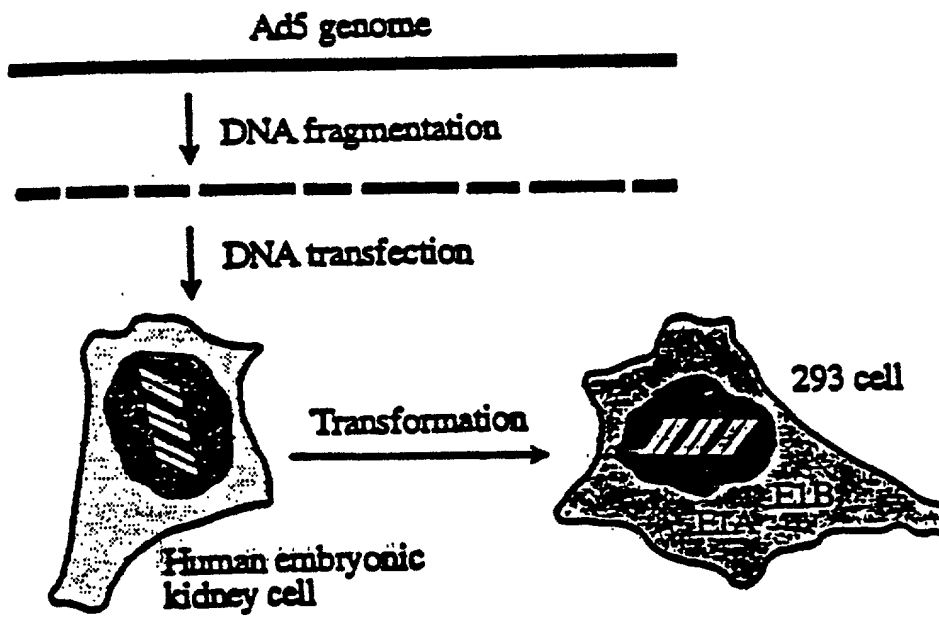 Ad5 genome
DNA fragmentation
DNA transfection
293 cell
Transformation
E1B
E1A
Human embryonic
kidney cell